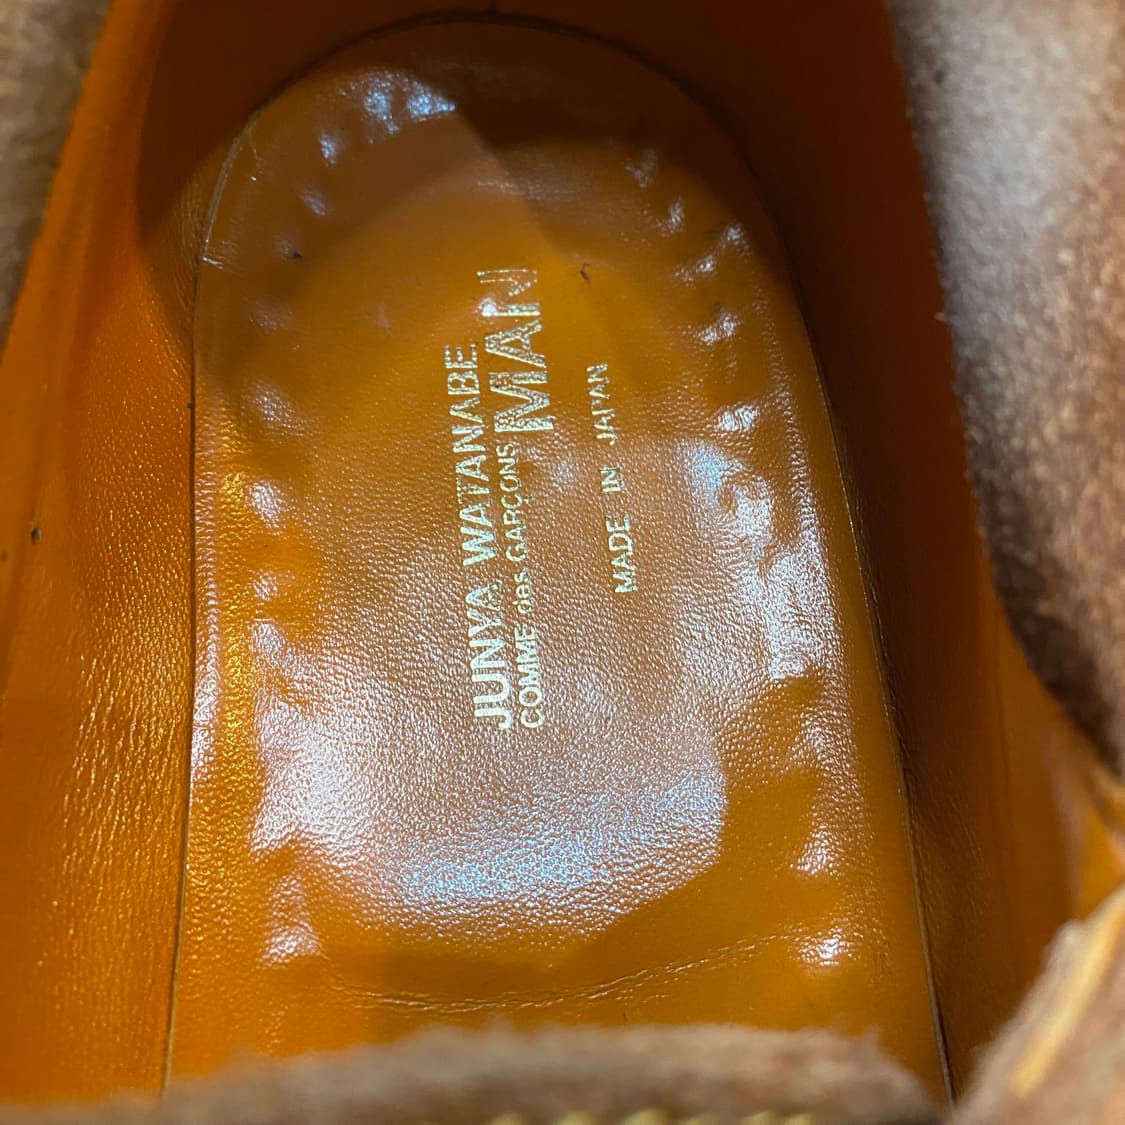 JUNYA WATANABE
COMME des GARÇONS MAN
MADE IN JAPAN